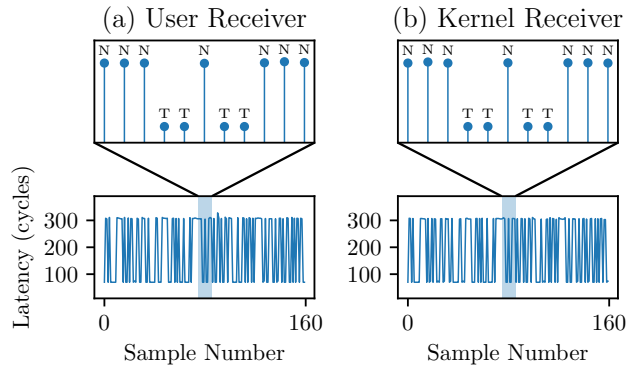 (a) User Receiver
(b) Kernel Receiver
N N N T T N T T N N N
N N N T T N T T N N N
Latency (cycles)
300
200
100
0 160
Sample Number
300
200
100
0 160
Sample Number